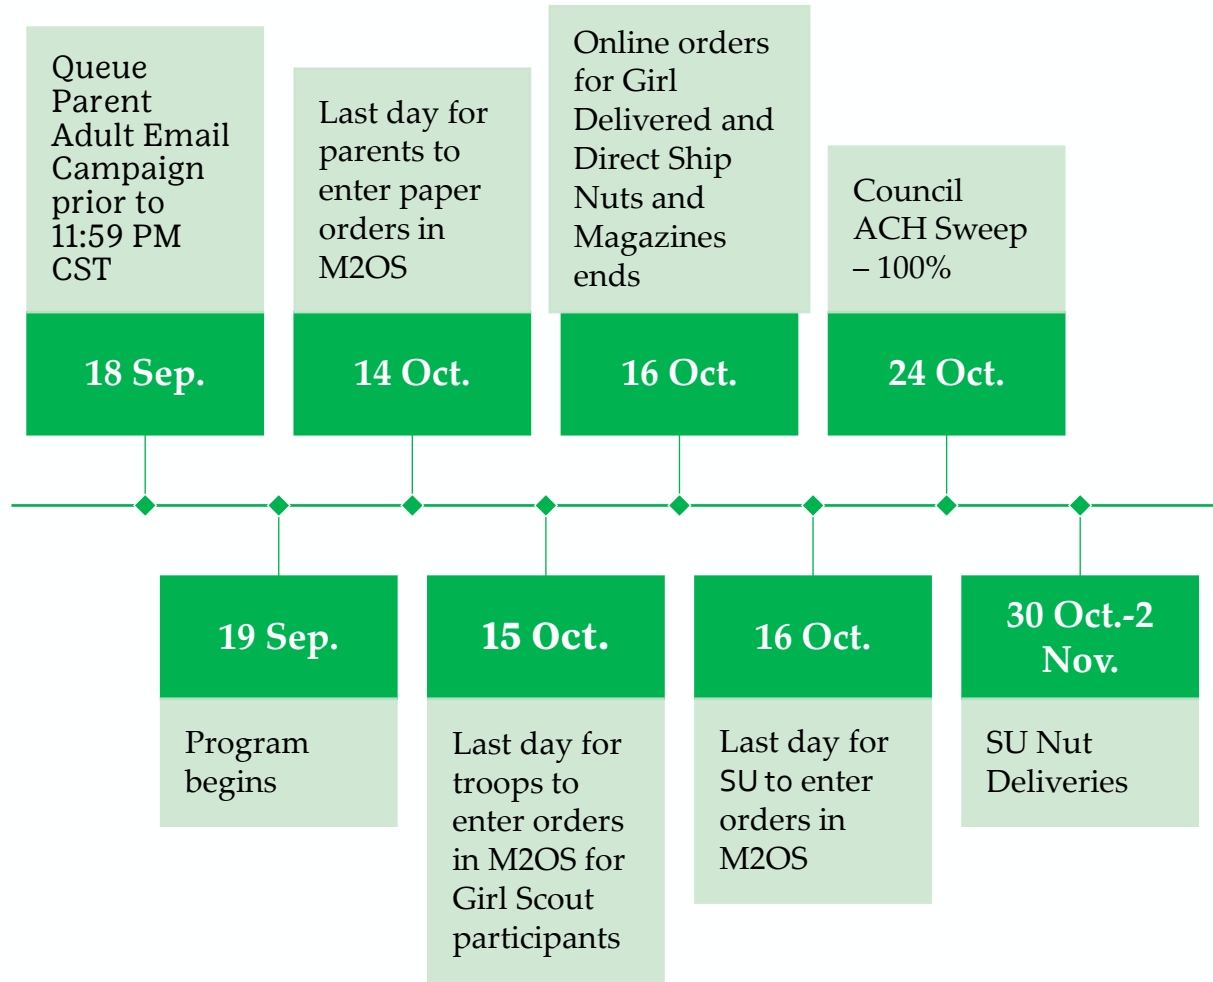 Queue
Parent
Adult Email
Campaign
prior to
11:59 PM
CST
18 Sep.
Last day for
parents to
enter paper
orders in
M2OS
14 Oct.
Online orders
for Girl
Delivered and
Direct Ship
Nuts and
Magazines
ends
16 Oct.
Council
ACH Sweep
– 100%
24 Oct.
19 Sep.
Program
begins
15 Oct.
Last day for
troops to
enter orders
in M2OS for
Girl Scout
participants
16 Oct.
Last day for
SU to enter
orders in
M2OS
30 Oct.-2
Nov.
SU Nut
Deliveries